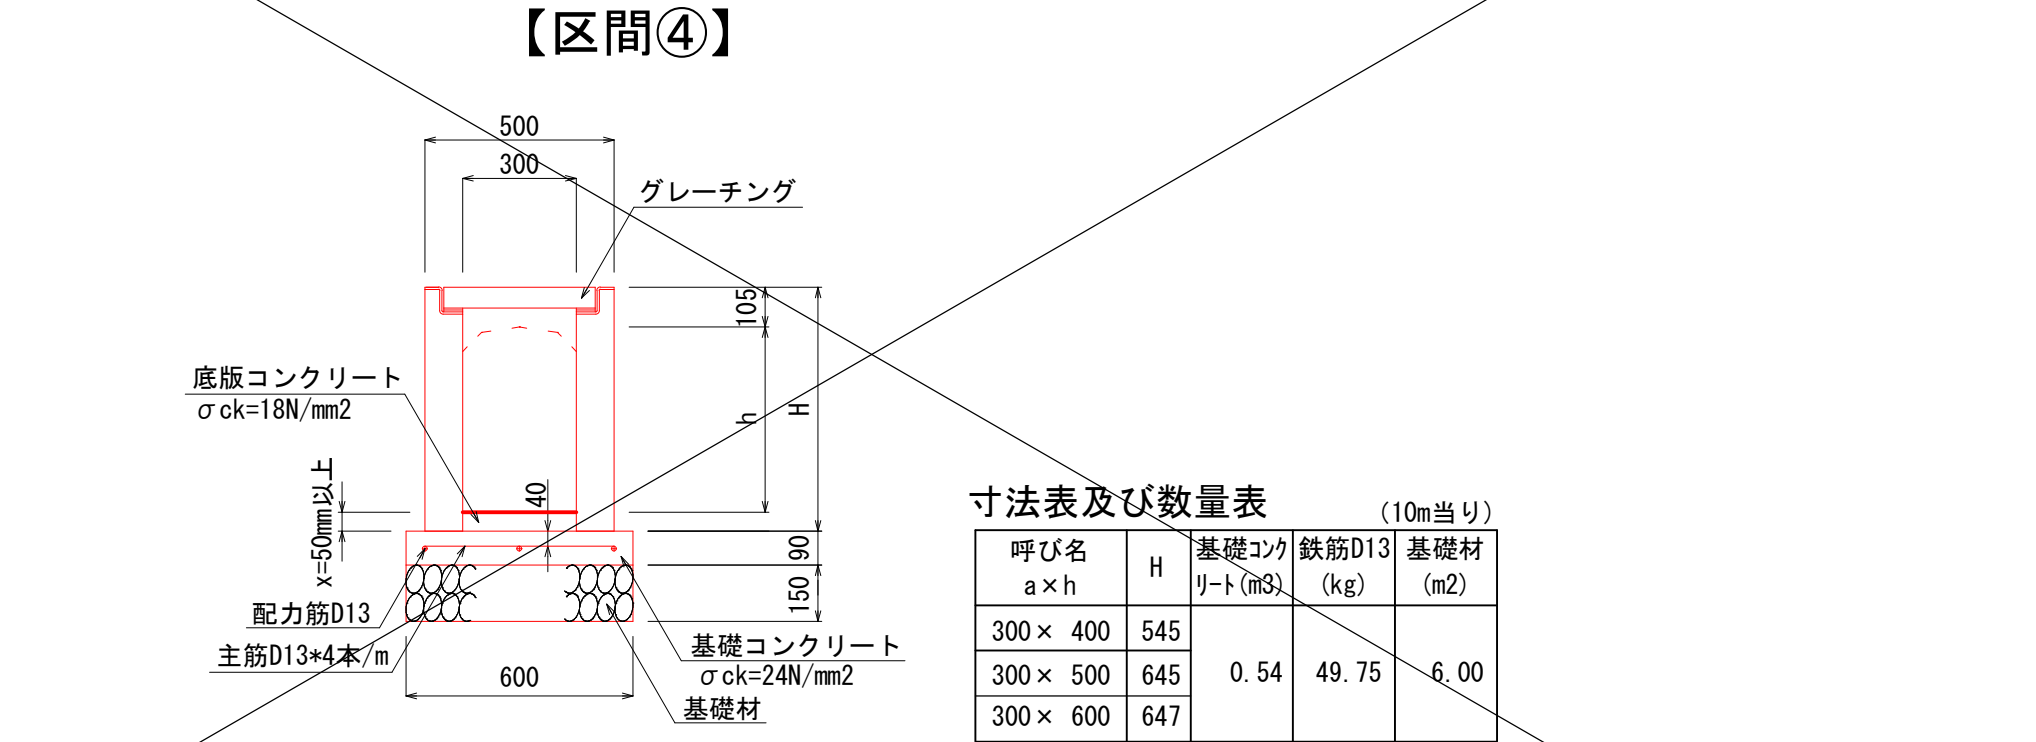 【区間④】
500
300
グレーチング
105
底版コンクリート
σck=18N/mm2
h
H
x=50mm以上
40
90
150
配力筋D13
主筋D13*4本/m
基礎コンクリート
σck=24N/mm2
600
基礎材
寸法表及び数量表 (10m当り)
呼び名 H 基礎コンク 鉄筋D13 基礎材
a×h リート(m3) (kg) (m2)
300× 400 545
300× 500 645 0.54 49.75 6.00
300× 600 647